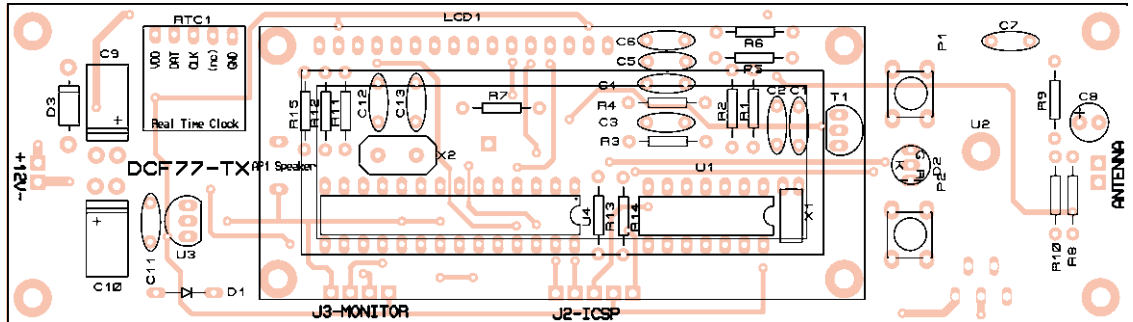 RTC1
LCD1
C7
C9
VDD
DAT
CLK
(nc)
GND
C6
R6
P1
C5
R5
D3
C4
R9
C8
R15
R12
R11
C12
C13
R7
R4
R2
R1
C2
C1
T1
+
+
Real Time Clock
C3
U2
R3
X2
+12V~
DCF77-TX
AP1 Speaker
U1
G
K
R
D2
P2
ANTENNA
+
U4
R13
R14
X1
U3
C11
R10
R8
C10
D1
J3-MONITOR
J2-ICSP